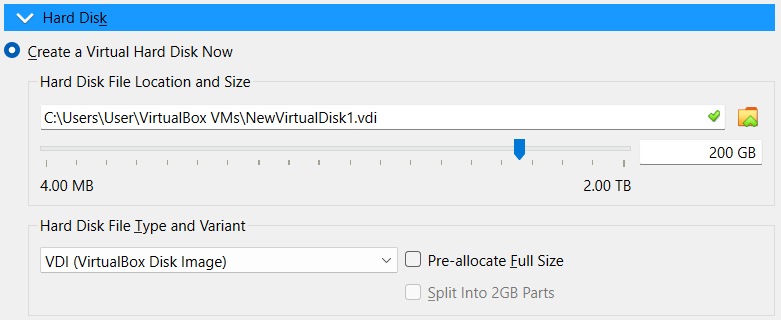 Hard Disk
Create a Virtual Hard Disk Now
Hard Disk File Location and Size
C:\Users\User\VirtualBox VMs\NewVirtualDisk1.vdi
200 GB
4.00 MB 2.00 TB
Hard Disk File Type and Variant
VDI (VirtualBox Disk Image) Pre-allocate Full Size
Split Into 2GB Parts